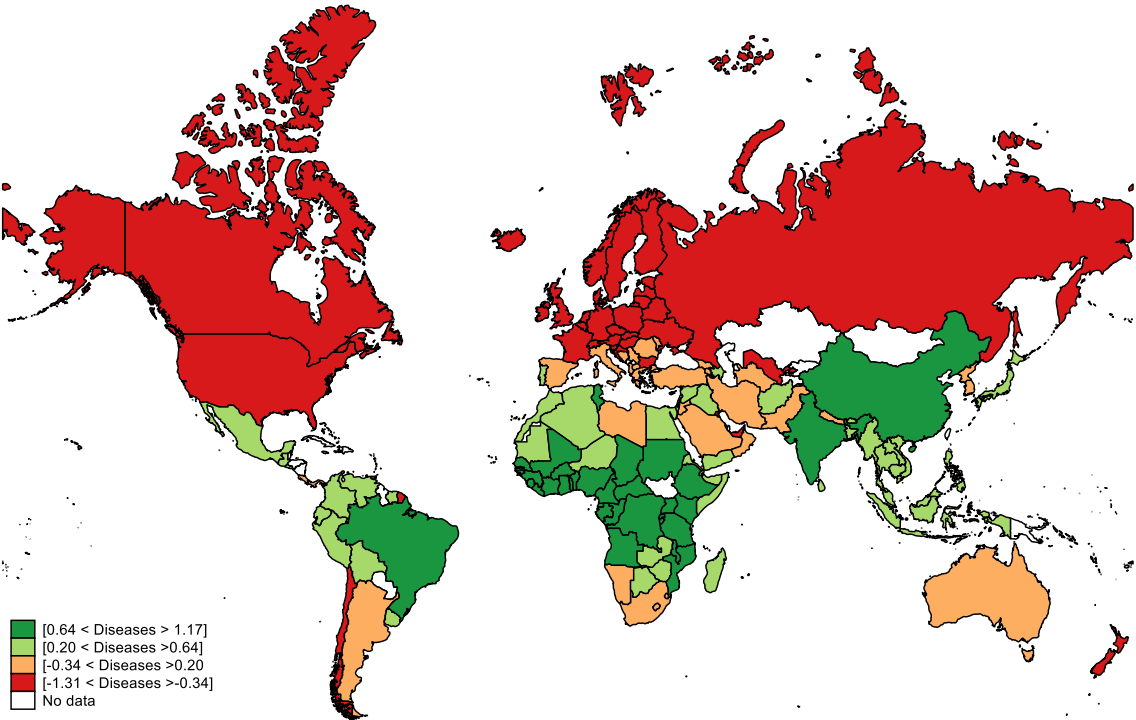 [0.64 < Diseases > 1.17]
[0.20 < Diseases >0.64]
[-0.34 < Diseases >0.20
[-1.31 < Diseases >-0.34]
No data